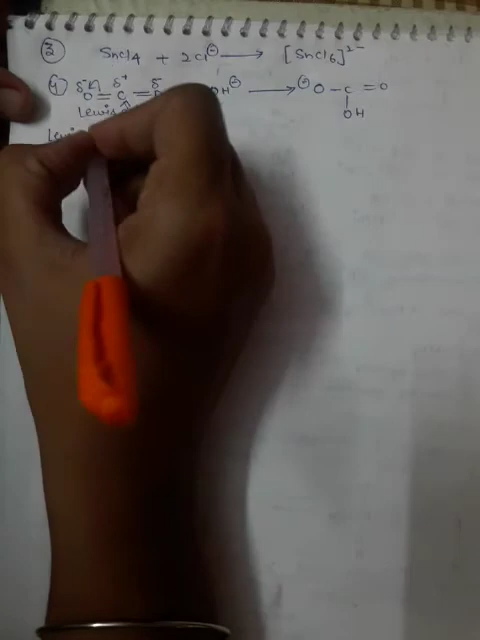 ③ SnCl4 + 2Cl⊖ ⟶ [SnCl6]2-
④ δ- δ+ δ-
O=C= OH⊖ ⟶ ⊖O-C=O
OH
Lewis